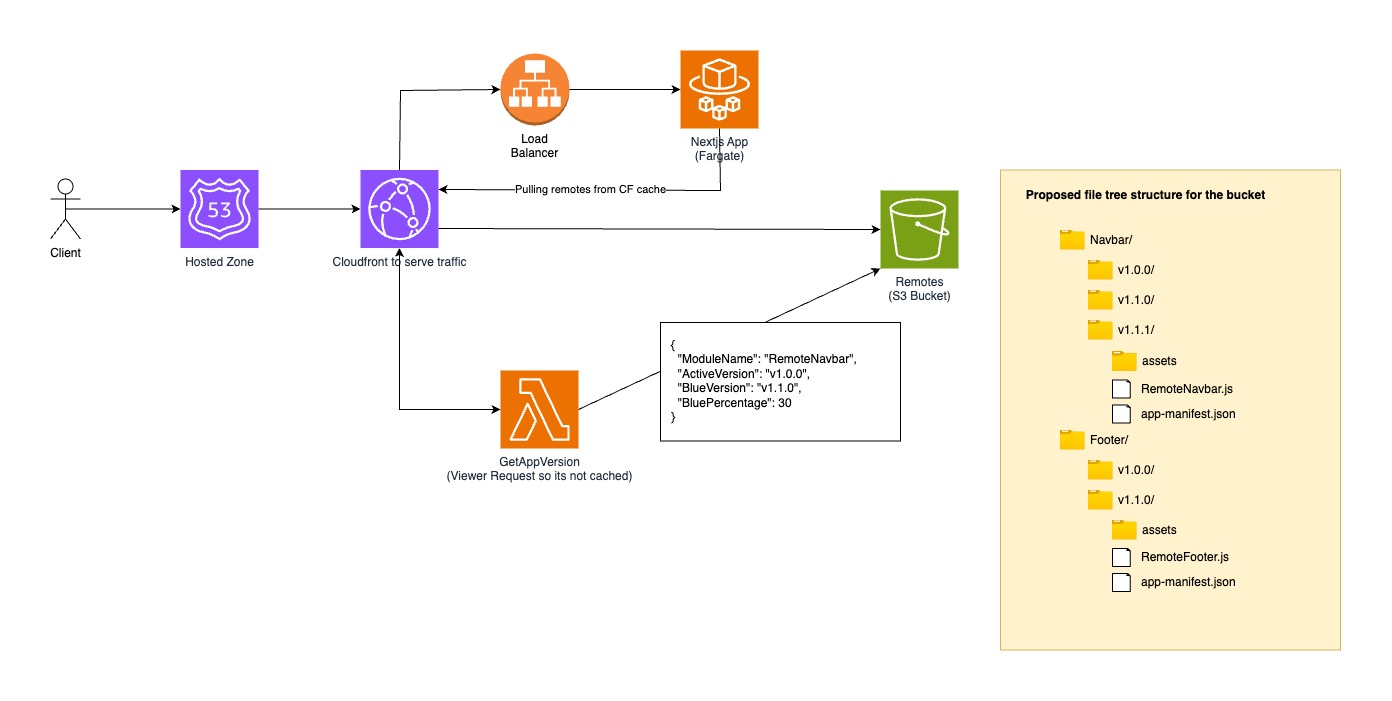 Client
53
Hosted Zone
Cloudfront to serve traffic
Load
Balancer
Nextjs App
(Fargate)
Pulling remotes from CF cache
Remotes
(S3 Bucket)
GetAppVersion
(Viewer Request so its not cached)
{
"ModuleName": "RemoteNavbar",
"ActiveVersion": "v1.0.0",
"BlueVersion": "v1.1.0",
"BluePercentage": 30
}
Proposed file tree structure for the bucket
Navbar/
v1.0.0/
v1.1.0/
v1.1.1/
assets
RemoteNavbar.js
app-manifest.json
Footer/
v1.0.0/
v1.1.0/
assets
RemoteFooter.js
app-manifest.json